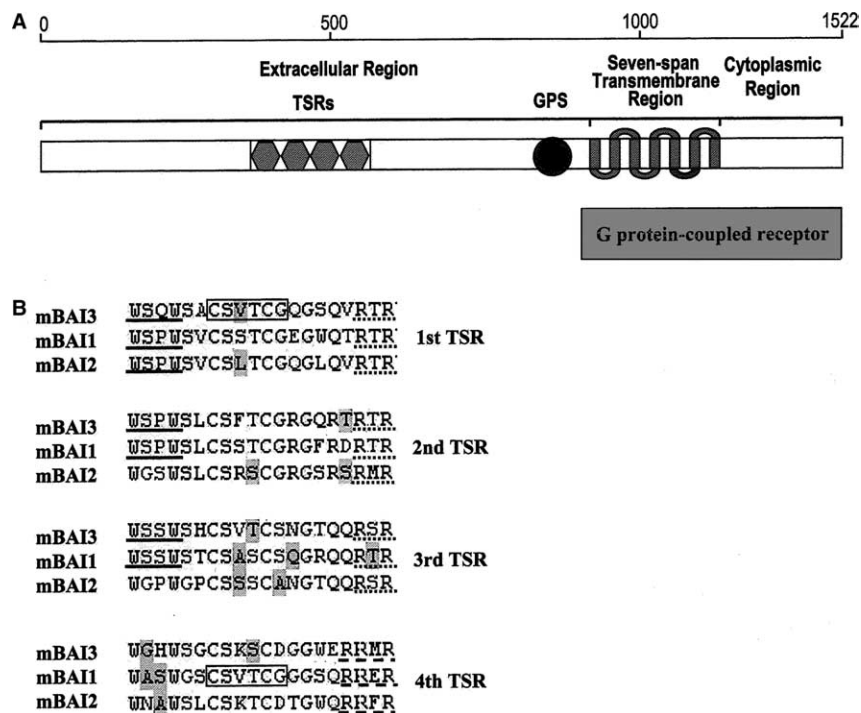 A
0 500 1000 1522
Extracellular Region
Seven-span Transmembrane Region
Cytoplasmic Region
TSRs
GPS
G protein-coupled receptor
B
mBAI3 WSQWSACSVTCGQGSQVRTR
mBAI1 WSPWSVCSSTCGEGWQTRTR 1st TSR
mBAI2 WSPWSVCSLTCGQGLQVRTR
mBAI3 WSPWSLCSFTCGRGQRTRTR
mBAI1 WSPWSLCSSTCGRGFRDRTR 2nd TSR
mBAI2 WGSWSLCSRSCGRGSRSRMR
mBAI3 WSSWSHCSVTCSNGTQQRSR
mBAI1 WSSWSTCSASCSQGRQQRTR 3rd TSR
mBAI2 WGPWGPCSSSCANGTQQRSR
mBAI3 WGHWSGCSKSCDGGWERRMR
mBAI1 WASWGSCSVTCGGGSQRRER 4th TSR
mBAI2 WNAWSLCSKTCDTGWQRRFR